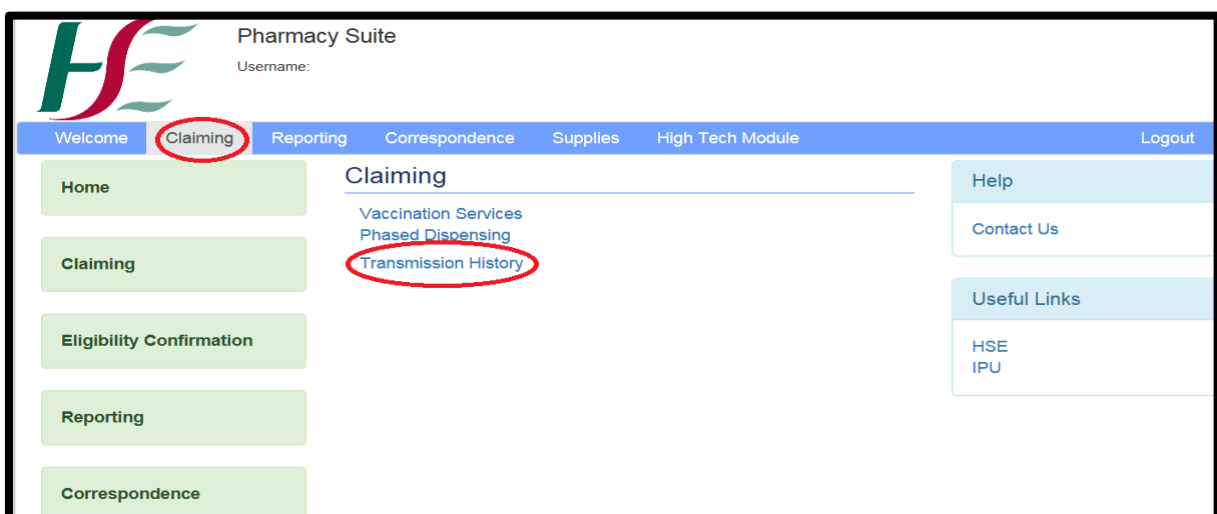 HSE
Pharmacy Suite
Username:
Welcome Claiming Reporting Correspondence Supplies High Tech Module Logout
Home
Claiming
Eligibility Confirmation
Reporting
Correspondence
Claiming
Vaccination Services
Phased Dispensing
Transmission History
Help
Contact Us
Useful Links
HSE
IPU